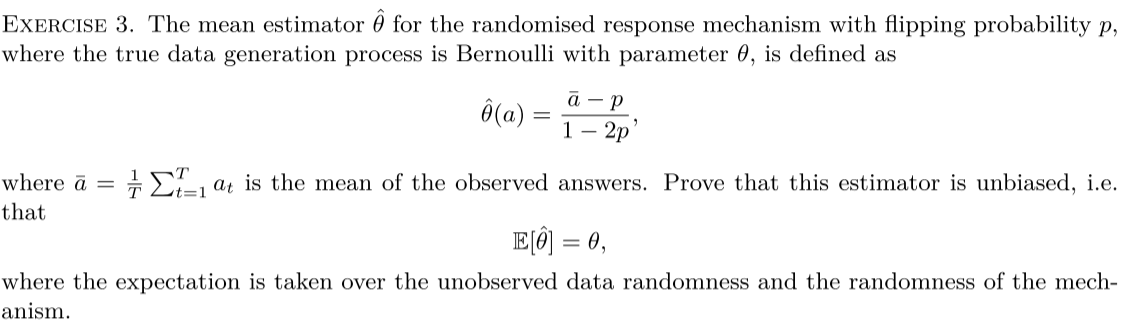 EXERCISE 3. The mean estimator θ̂ for the randomised response mechanism with flipping probability p,
where the true data generation process is Bernoulli with parameter θ, is defined as
θ̂(a) = (ā − p) / (1 − 2p),
where ā = 1/T ∑_{t=1}^{T} a_t is the mean of the observed answers. Prove that this estimator is unbiased, i.e.
that
𝔼[θ̂] = θ,
where the expectation is taken over the unobserved data randomness and the randomness of the mech-
anism.